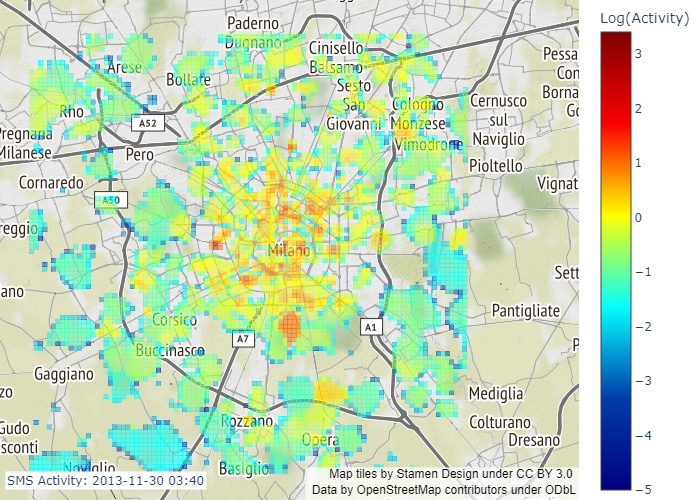 Log(Activity)
3
2
1
0
−1
−2
−3
−4
−5
Paderno
Dugnano
Cinisello
Balsamo
Arese
Bollate
Sesto
San
Giovanni
Cologno
Monzese
Cernusco
sul
Naviglio
Pessa
Con
Borna
Go
Rho
A52
Pregnana
Milanese
Pero
Vimodrone
Pioltello
Cornaredo
A50
Vignat
reggio
Milano
Sett
ano
Pantigliate
Corsico
A7
A1
Buccinasco
P
Gaggiano
zo
Mediglia
Rozzano
Colturano
Gudo
sconti
Opera
Dresano
Noviglio
Basiglio
SMS Activity: 2013-11-30 03:40
Map tiles by Stamen Design under CC BY 3.0
Data by OpenStreetMap contributors under ODbL